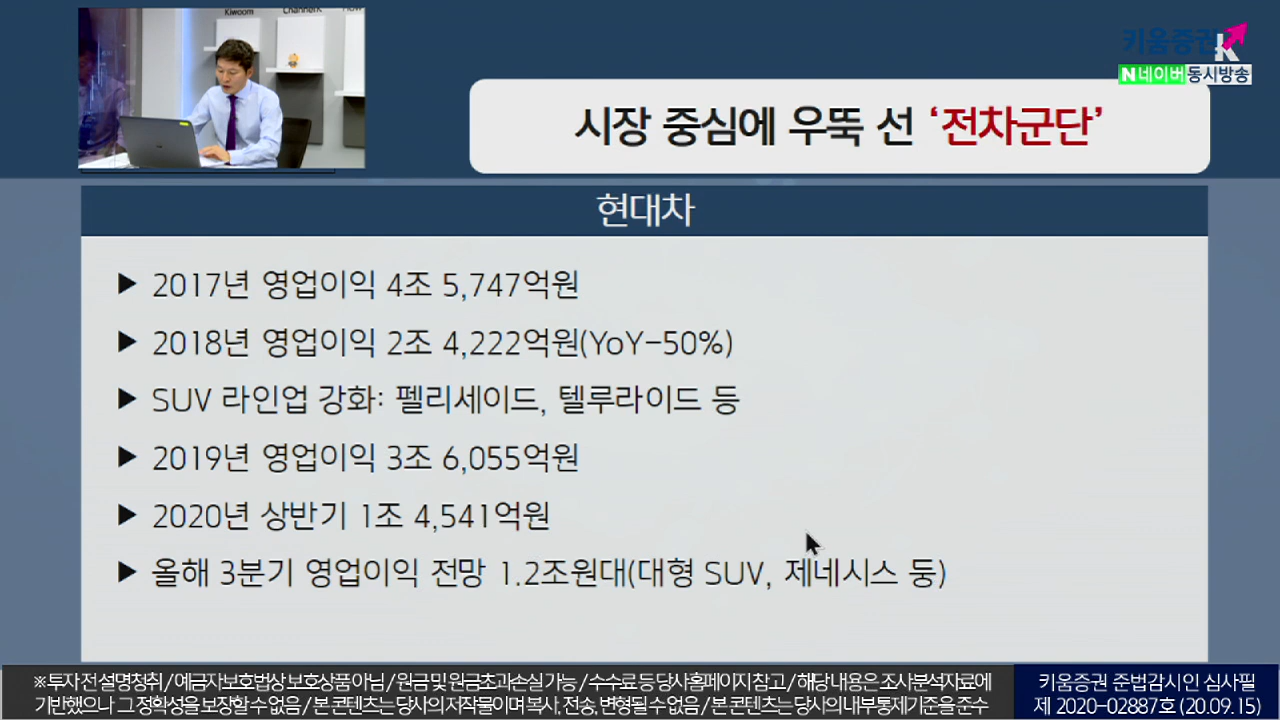 Kiwoom
ChannelK
키움증권K
N네이버 동시방송
시장 중심에 우뚝 선 ‘전차군단’
현대차
▶ 2017년 영업이익 4조 5,747억원
▶ 2018년 영업이익 2조 4,222억원(YoY-50%)
▶ SUV 라인업 강화: 펠리세이드, 텔루라이드 등
▶ 2019년 영업이익 3조 6,055억원
▶ 2020년 상반기 1조 4,541억원
▶ 올해 3분기 영업이익 전망 1.2조원대(대형 SUV, 제네시스 둥)
※ 투자 전 설명청취 / 예금자보호법상 보호상품 아님 / 원금 및 원금초과손실 가능 / 수수료 등 당사홈페이지 참고 / 해당 내용은 조사분석자료에
기반했으나 그 정확성을 보장할 수 없음 / 본 콘텐츠는 당사의 저작물이며 복사, 전송, 변형될 수 없음 / 본 콘텐츠는 당사의 내부통제기준을 준수
키움증권 준법감시인 심사필
제 2020-02887호 (20.09.15)